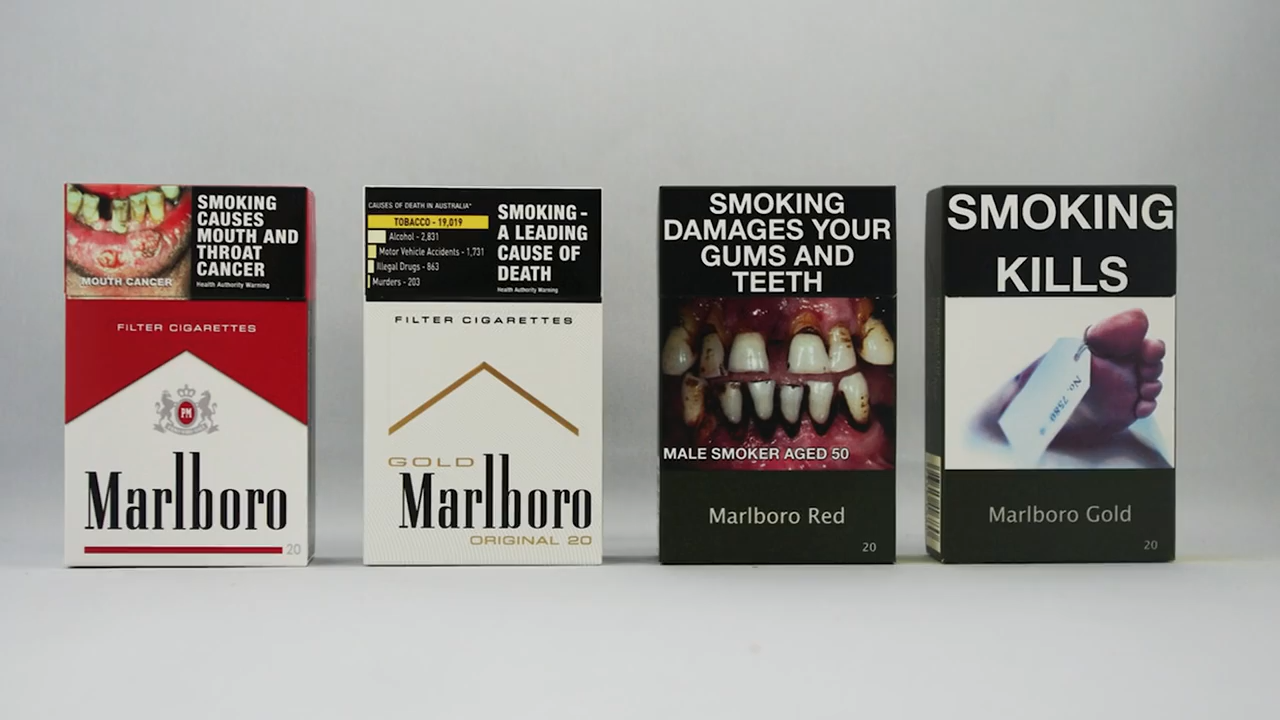 SMOKING
CAUSES
MOUTH AND
THROAT
CANCER
Health Authority Warning
MOUTH CANCER
FILTER CIGARETTES
PM
Marlboro
20
CAUSES OF DEATH IN AUSTRALIA*
TOBACCO - 19,019
Alcohol - 2,831
Motor Vehicle Accidents - 1,731
Illegal Drugs - 863
Murders - 203
SMOKING -
A LEADING
CAUSE OF
DEATH
Health Authority Warning
FILTER CIGARETTES
GOLD
Marlboro
ORIGINAL 20
SMOKING
DAMAGES YOUR
GUMS AND
TEETH
MALE SMOKER AGED 50
Marlboro Red
20
SMOKING
KILLS
No. 7580
Marlboro Gold
20